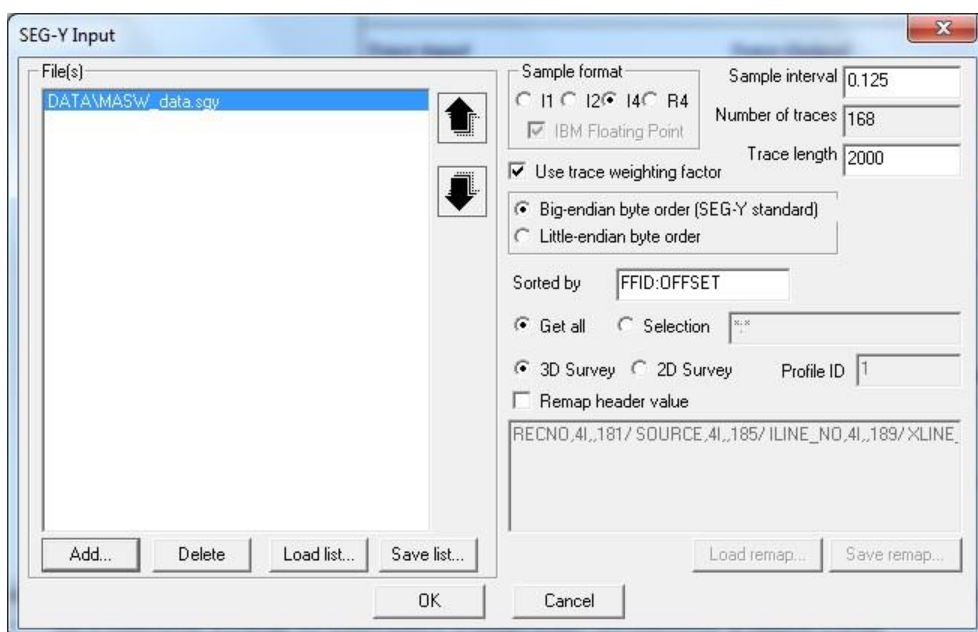 SEG-Y Input
File(s)
DATA\MASW_data.sgy
Add...
Delete
Load list...
Save list...
Sample format
I1 I2 I4 R4
IBM Floating Point
Sample interval 0.125
Number of traces 168
Trace length 2000
Use trace weighting factor
Big-endian byte order (SEG-Y standard)
Little-endian byte order
Sorted by FFID:OFFSET
Get all Selection *:*
3D Survey 2D Survey Profile ID 1
Remap header value
RECNO,4I,,181/ SOURCE,4I,,185/ ILINE_NO,4I,,189/ XLINE_
Load remap...
Save remap...
OK
Cancel